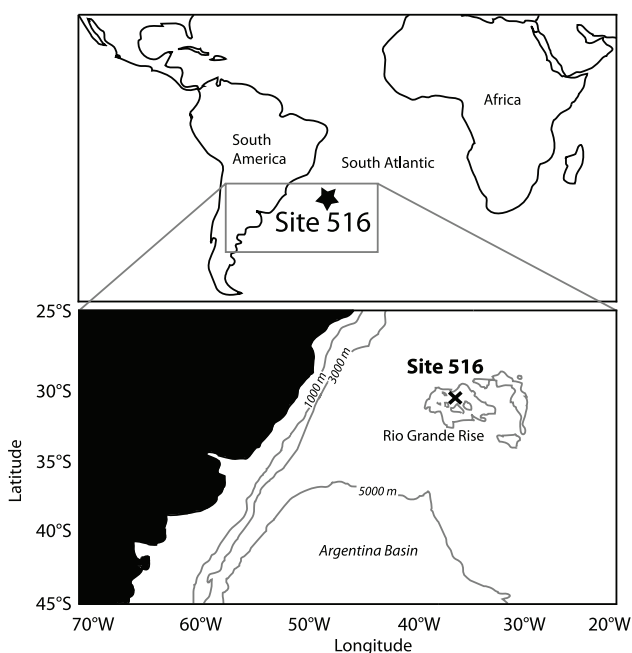 Africa
South
America
South Atlantic
Site 516
25°S
30°S
35°S
40°S
45°S
Latitude
1000 m
3000 m
Site 516
Rio Grande Rise
5000 m
Argentina Basin
70°W 60°W 50°W 40°W 30°W 20°W
Longitude